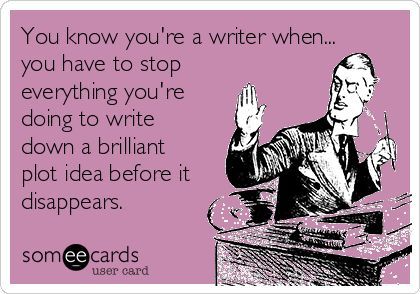 You know you're a writer when...
you have to stop
everything you're
doing to write
down a brilliant
plot idea before it
disappears.
someecards
user card